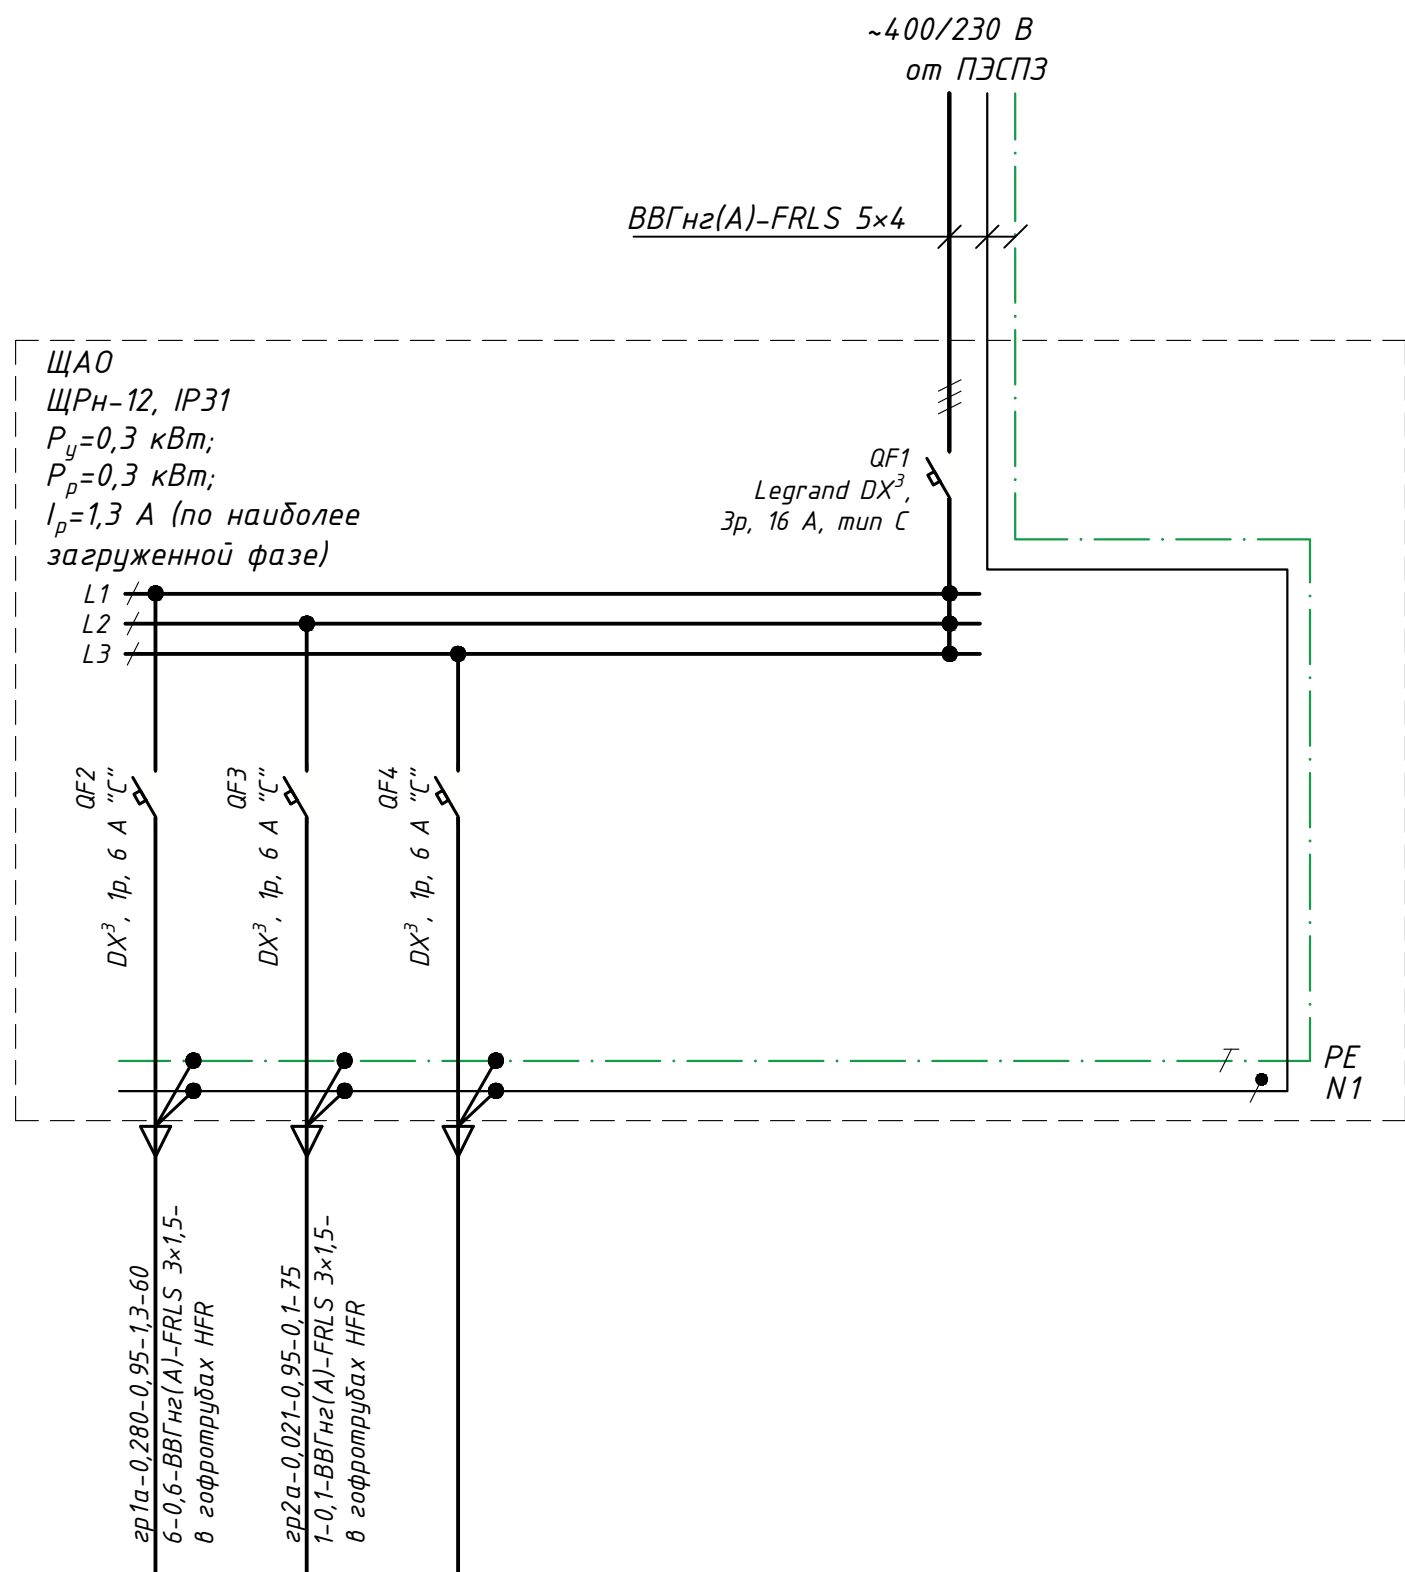 ~400/230 В
от ПЭСПЗ
ВВГнг(А)-FRLS 5×4
ЩАО
ЩРн-12, IP31
Pу=0,3 кВт;
Pр=0,3 кВт;
Iр=1,3 А (по наиболее
загруженной фазе)
QF1
Legrand DX³,
3р, 16 А, тип С
L1
L2
L3
QF2
"С"
DX³, 1р, 6 А
QF3
"С"
DX³, 1р, 6 А
QF4
"С"
DX³, 1р, 6 А
PE
N1
гр1а-0,280-0,95-1,3-60
6-0,6-ВВГнг(А)-FRLS 3×1,5-
в гофротрубах HFR
гр2а-0,021-0,95-0,1-75
1-0,1-ВВГнг(А)-FRLS 3×1,5-
в гофротрубах HFR